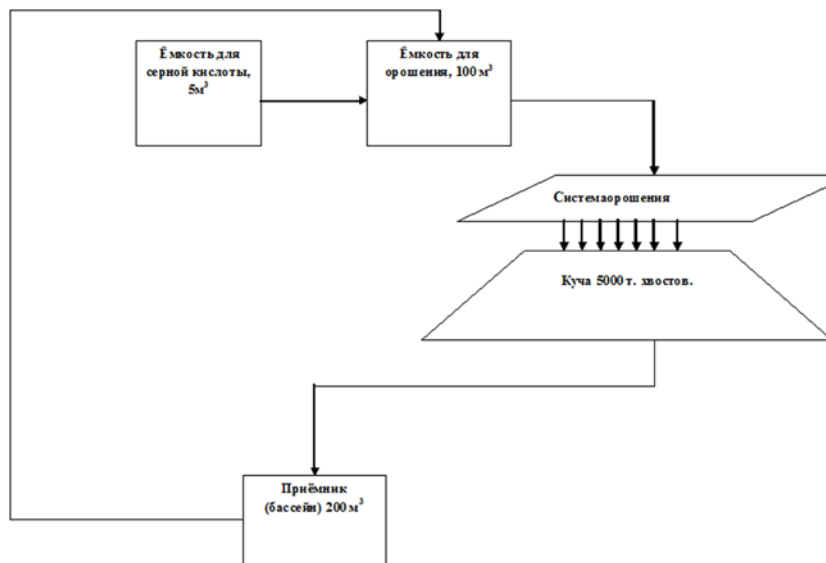 Ёмкость для
серной кислоты,
5м³
Ёмкость для
орошения, 100 м³
Системаорошения
Куча 5000 т. хвостов.
Приёмник
(бассейн) 200 м³